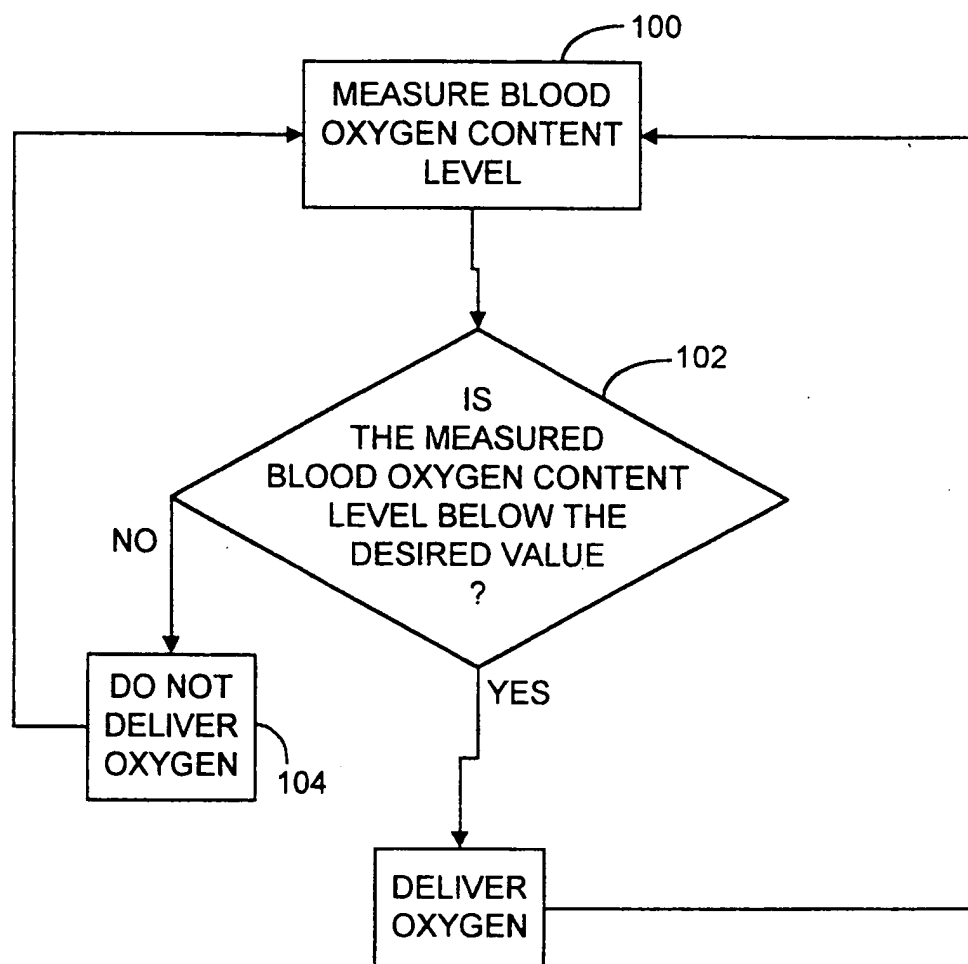 100
MEASURE BLOOD
OXYGEN CONTENT
LEVEL
102
IS
THE MEASURED
BLOOD OXYGEN CONTENT
LEVEL BELOW THE
DESIRED VALUE
?
NO
YES
DO NOT
DELIVER
OXYGEN
104
DELIVER
OXYGEN